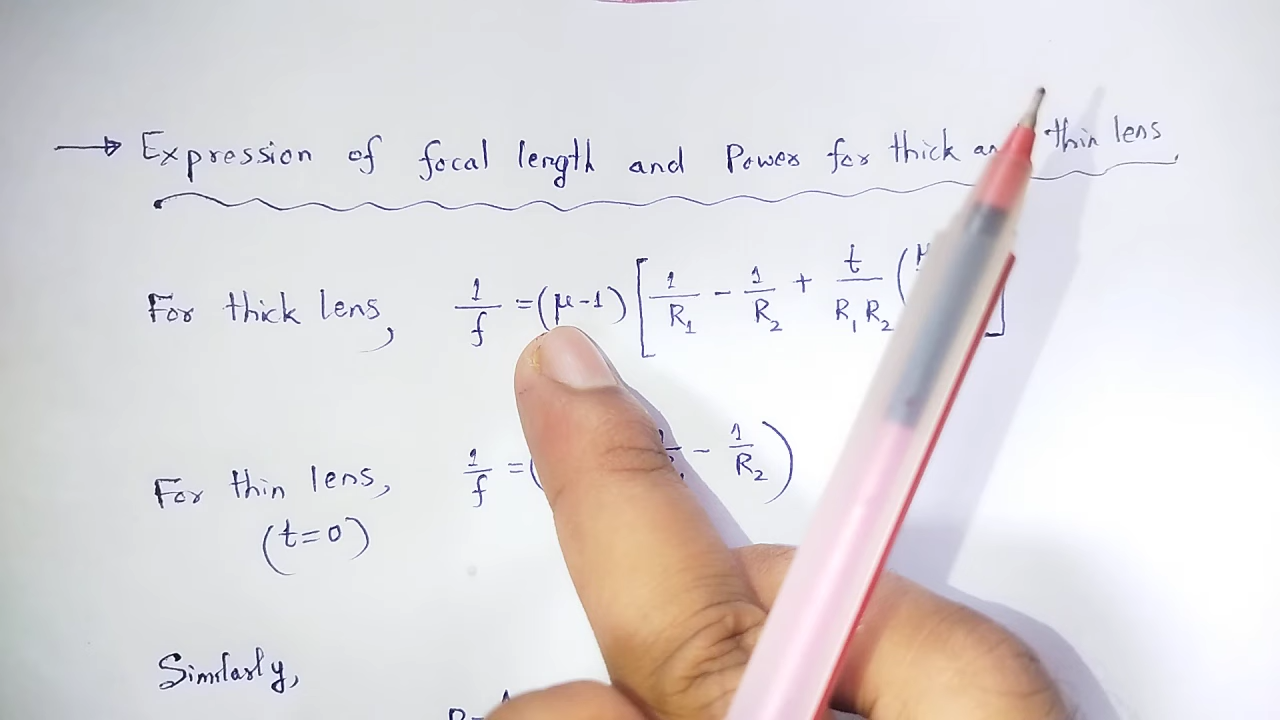 → Expression of focal length and Power for thick an thin lens,
For thick lens, 1/f = (μ-1) [1/R₁ - 1/R₂ + t/R₁R₂ (μ ]
For thin lens, 1/f = ( - 1/R₂)
(t=0)
Similarly,
P=